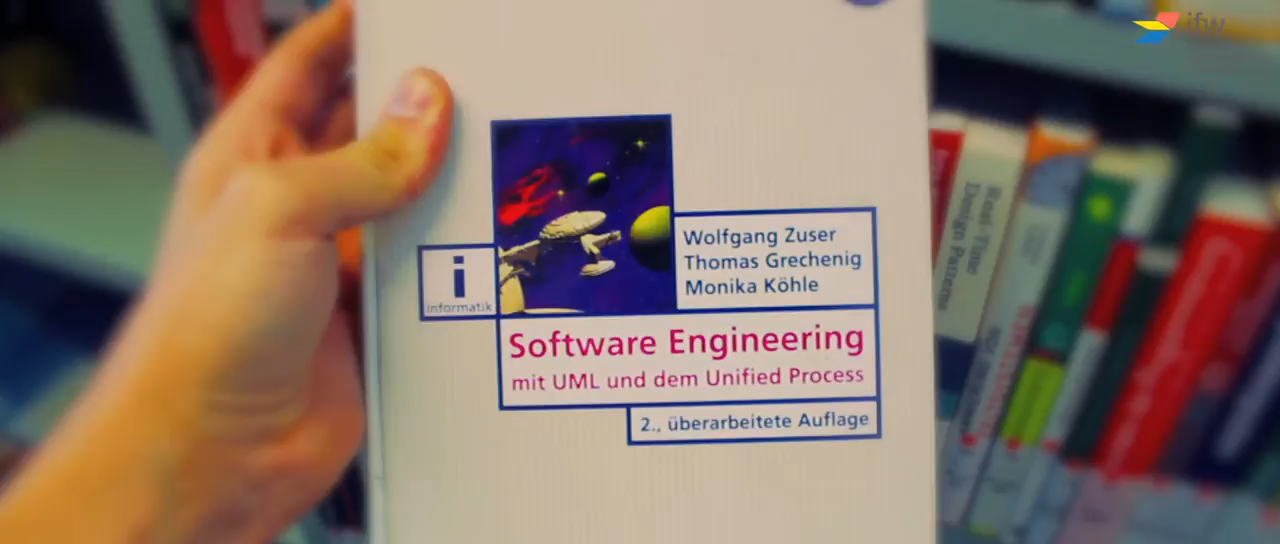 ifw
Wolfgang Zuser
Thomas Grechenig
Monika Köhle
i
informatik
Software Engineering
mit UML und dem Unified Process
2., überarbeitete Auflage
Real-Time
Design Patterns